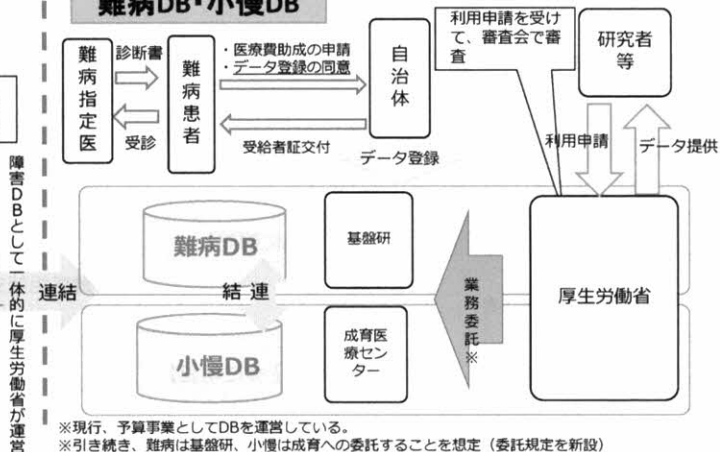 難病DB・小慢DB
利用申請を受け
て、審査会で審
査
研究者
等
難病指定医
診断書
受診
難病患者
・医療費助成の申請
・データ登録の同意
受給者証交付
自治体
データ登録
利用申請
データ提供
障害DBとして一体的に厚生労働省が運営
難病DB
基盤研
連結
結 連
業務委託※
厚生労働省
小慢DB
成育医
療セン
ター
※現行、予算事業としてDBを運営している。
※引き続き、難病は基盤研、小慢は成育への委託することを想定（委託規定を新設）